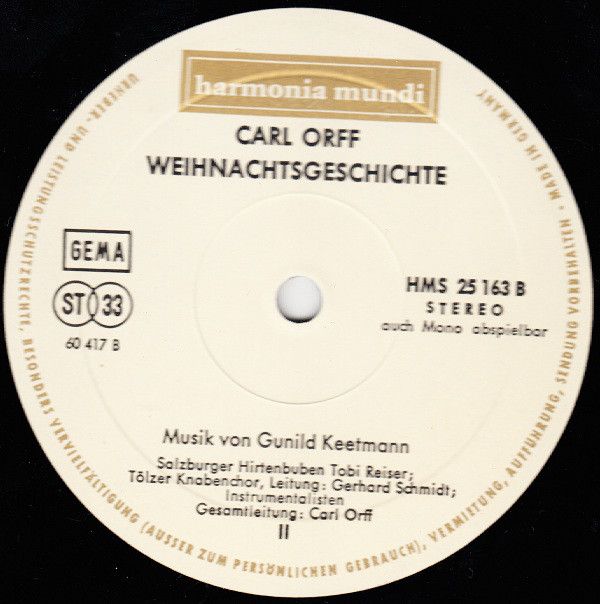 harmonia mundi
CARL ORFF
WEIHNACHTSGESCHICHTE
GEMA
ST 33
60 417 B
HMS 25 163 B
STEREO
auch Mono abspielbar
Musik von Gunild Keetmann
Salzburger Hirtenbuben Tobi Reiser;
Tölzer Knabenchor, Leitung: Gerhard Schmidt;
Instrumentalisten
Gesamtleitung: Carl Orff
II
URHEBER- UND LEISTUNGSSCHUTZRECHTE, BESONDERS VERVIELFÄLTIGUNG (AUSSER ZUM PERSÖNLICHEN GEBRAUCH), VERMIETUNG, AUFFÜHRUNG, SENDUNG VORBEHALTEN • MADE IN GERMANY